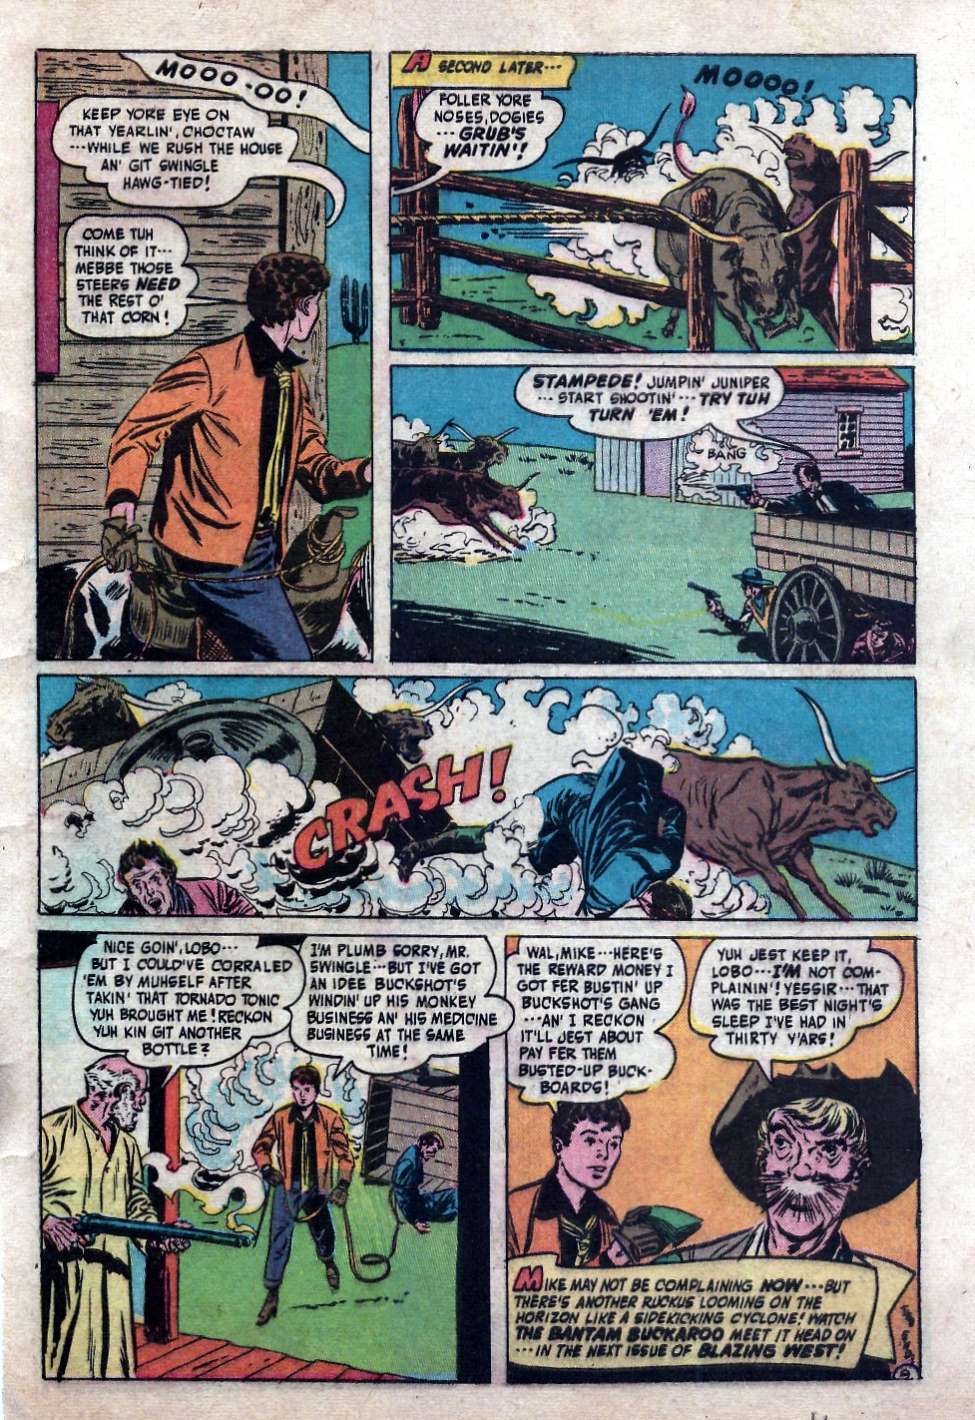 MOOO-OO!
KEEP YORE EYE ON
THAT YEARLIN', CHOCTAW
---WHILE WE RUSH THE HOUSE
AN' GIT SWINGLE
HAWG-TIED!
COME TUH
THINK OF IT---
MEBBE THOSE
STEERS NEED
THE REST O'
THAT CORN!
A SECOND LATER---
FOLLER YORE
NOSES, DOGIES
---GRUB'S
WAITIN'!
MOOOO!
STAMPEDE! JUMPIN' JUNIPER
---START SHOOTIN'---TRY TUH
TURN 'EM!
BANG
CRASH!
NICE GOIN', LOBO---
BUT I COULD'VE CORRALED
'EM BY MUHSELF AFTER
TAKIN' THAT TORNADO TONIC
YUH BROUGHT ME! RECKON
YUH KIN GIT ANOTHER
BOTTLE?
I'M PLUMB SORRY, MR.
SWINGLE---BUT I'VE GOT
AN IDEE BUCKSHOT'S
WINDIN' UP HIS MONKEY
BUSINESS AN' HIS MEDICINE
BUSINESS AT THE SAME
TIME!
WAL, MIKE---HERE'S
THE REWARD MONEY I
GOT FER BUSTIN' UP
BUCKSHOT'S GANG
---AN' I RECKON
IT'LL JEST ABOUT
PAY FER THEM
BUSTED-UP BUCK-
BOARDS!
YUH JEST KEEP IT,
LOBO---I'M NOT COM-
PLAININ'! YESSIR---THAT
WAS THE BEST NIGHT'S
SLEEP I'VE HAD IN
THIRTY Y'ARS!
MIKE MAY NOT BE COMPLAINING NOW---BUT
THERE'S ANOTHER RUCKUS LOOMING ON THE
HORIZON LIKE A SIDEKICKING CYCLONE! WATCH
THE BANTAM BUCKAROO MEET IT HEAD ON
---IN THE NEXT ISSUE OF BLAZING WEST!